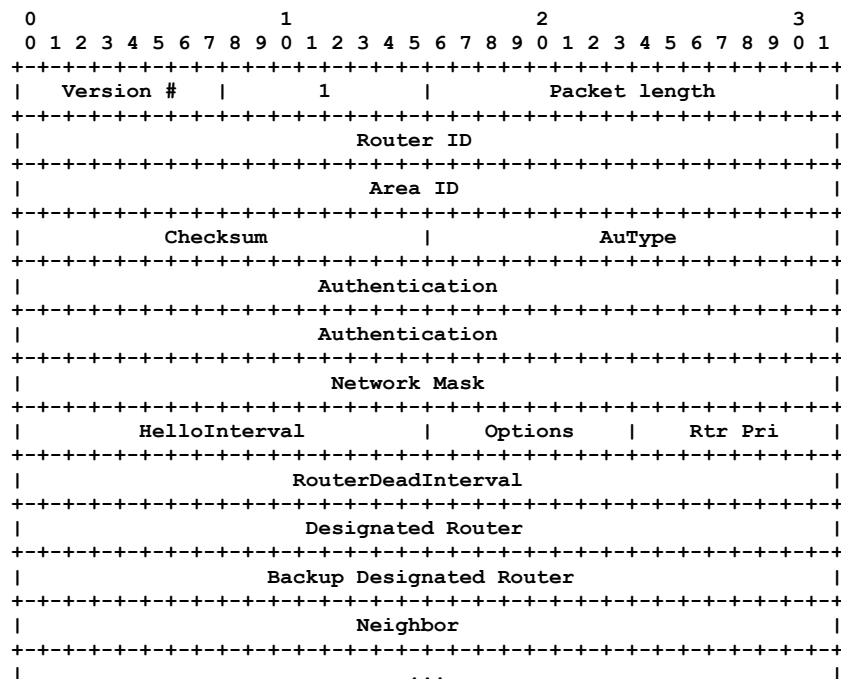 0                   1                   2                   3
0 1 2 3 4 5 6 7 8 9 0 1 2 3 4 5 6 7 8 9 0 1 2 3 4 5 6 7 8 9 0 1
+-+-+-+-+-+-+-+-+-+-+-+-+-+-+-+-+-+-+-+-+-+-+-+-+-+-+-+-+-+-+-+-+
|   Version #   |       1       |         Packet length         |
+-+-+-+-+-+-+-+-+-+-+-+-+-+-+-+-+-+-+-+-+-+-+-+-+-+-+-+-+-+-+-+-+
|                          Router ID                            |
+-+-+-+-+-+-+-+-+-+-+-+-+-+-+-+-+-+-+-+-+-+-+-+-+-+-+-+-+-+-+-+-+
|                           Area ID                             |
+-+-+-+-+-+-+-+-+-+-+-+-+-+-+-+-+-+-+-+-+-+-+-+-+-+-+-+-+-+-+-+-+
|           Checksum            |             AuType            |
+-+-+-+-+-+-+-+-+-+-+-+-+-+-+-+-+-+-+-+-+-+-+-+-+-+-+-+-+-+-+-+-+
|                       Authentication                          |
+-+-+-+-+-+-+-+-+-+-+-+-+-+-+-+-+-+-+-+-+-+-+-+-+-+-+-+-+-+-+-+-+
|                       Authentication                          |
+-+-+-+-+-+-+-+-+-+-+-+-+-+-+-+-+-+-+-+-+-+-+-+-+-+-+-+-+-+-+-+-+
|                        Network Mask                           |
+-+-+-+-+-+-+-+-+-+-+-+-+-+-+-+-+-+-+-+-+-+-+-+-+-+-+-+-+-+-+-+-+
|         HelloInterval         |    Options    |    Rtr Pri    |
+-+-+-+-+-+-+-+-+-+-+-+-+-+-+-+-+-+-+-+-+-+-+-+-+-+-+-+-+-+-+-+-+
|                     RouterDeadInterval                        |
+-+-+-+-+-+-+-+-+-+-+-+-+-+-+-+-+-+-+-+-+-+-+-+-+-+-+-+-+-+-+-+-+
|                      Designated Router                        |
+-+-+-+-+-+-+-+-+-+-+-+-+-+-+-+-+-+-+-+-+-+-+-+-+-+-+-+-+-+-+-+-+
|                   Backup Designated Router                    |
+-+-+-+-+-+-+-+-+-+-+-+-+-+-+-+-+-+-+-+-+-+-+-+-+-+-+-+-+-+-+-+-+
|                          Neighbor                             |
+-+-+-+-+-+-+-+-+-+-+-+-+-+-+-+-+-+-+-+-+-+-+-+-+-+-+-+-+-+-+-+-+
|                              ...                              |